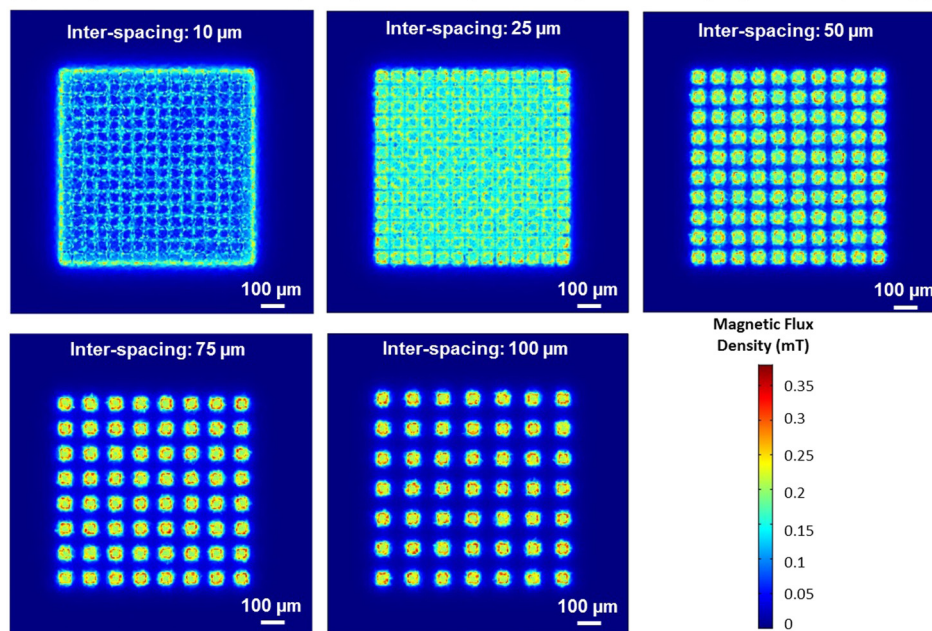 Inter-spacing: 10 µm
100 µm
Inter-spacing: 25 µm
100 µm
Inter-spacing: 50 µm
100 µm
Inter-spacing: 75 µm
100 µm
Inter-spacing: 100 µm
100 µm
Magnetic Flux
Density (mT)
0.35
0.3
0.25
0.2
0.15
0.1
0.05
0